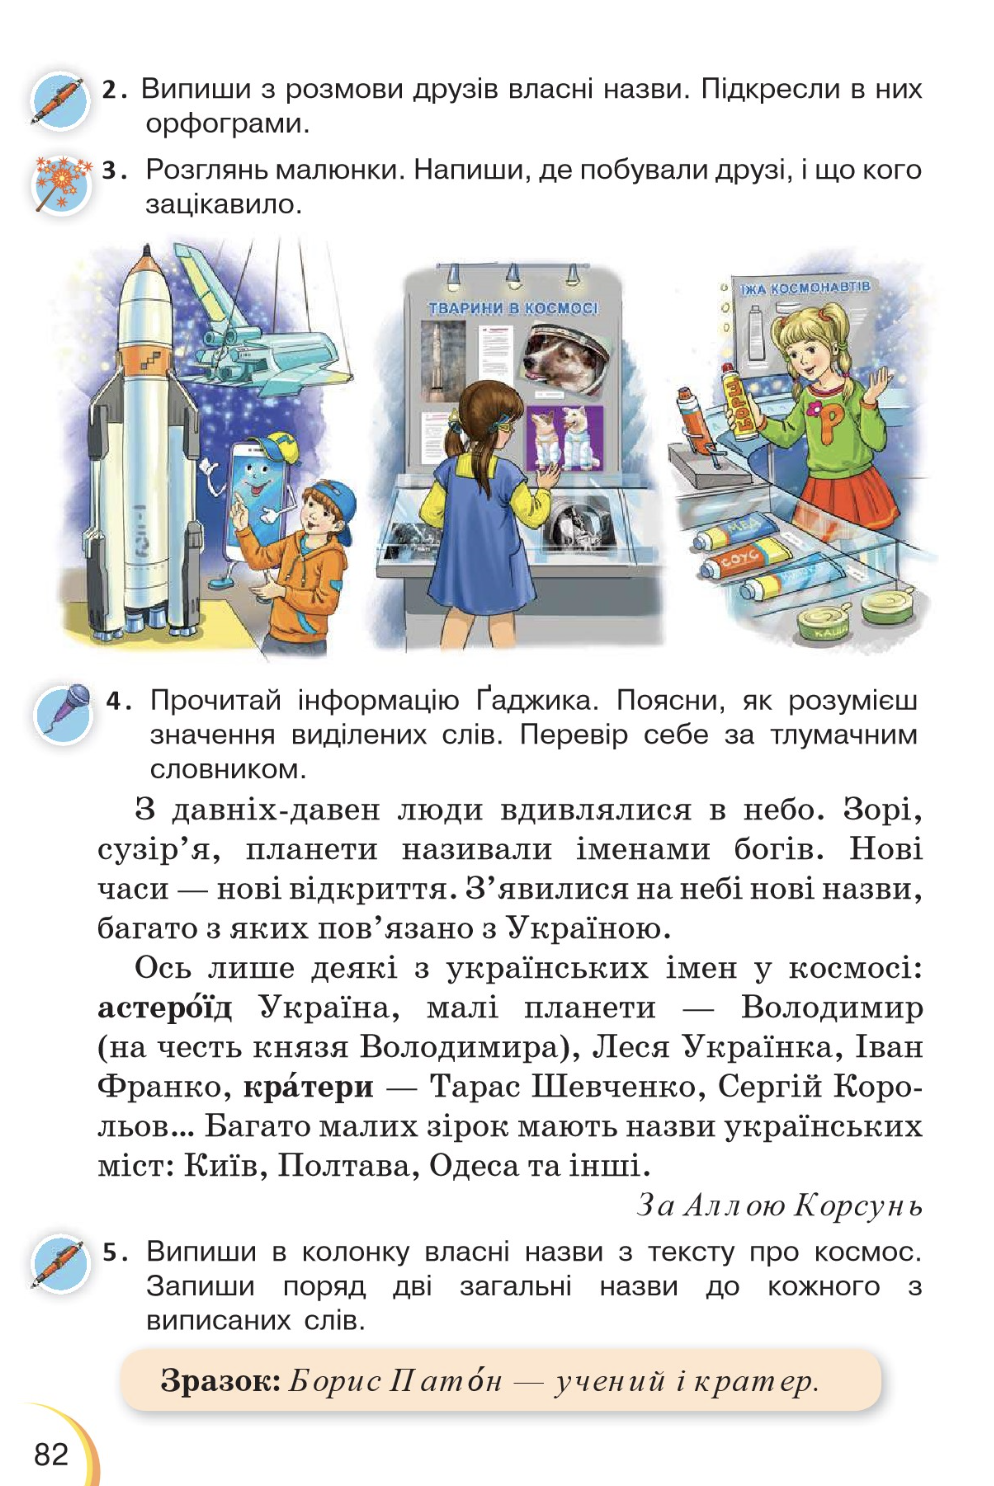 2. Випиши з розмови друзів власні назви. Підкресли в них
орфограми.
3. Розглянь малюнки. Напиши, де побували друзі, і що кого
зацікавило.
ТВАРИНИ В КОСМОСІ
ЇЖА КОСМОНАВТІВ
БОРЩ
Р
МЕД
СОУС
КАША
4. Прочитай інформацію Ґаджика. Поясни, як розумієш
значення виділених слів. Перевір себе за тлумачним
словником.
З давніх-давен люди вдивлялися в небо. Зорі,
сузір’я, планети називали іменами богів. Нові
часи — нові відкриття. З’явилися на небі нові назви,
багато з яких пов’язано з Україною.
Ось лише деякі з українських імен у космосі:
астеро́їд Україна, малі планети — Володимир
(на честь князя Володимира), Леся Українка, Іван
Франко, кра́тери — Тарас Шевченко, Сергій Коро-
льов... Багато малих зірок мають назви українських
міст: Київ, Полтава, Одеса та інші.
За Аллою Корсунь
5. Випиши в колонку власні назви з тексту про космос.
Запиши поряд дві загальні назви до кожного з
виписаних слів.
Зразок: Борис Пато́н — учений і кратер.
82